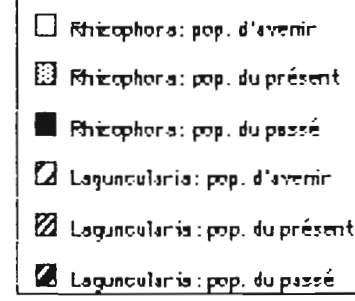 Rhizophora: pop. d'avenir
Rhizophora: pop. du présent
Rhizophora: pop. du passé
Laguncularia: pop. d'avenir
Laguncularia: pop. du présent
Laguncularia: pop. du passé